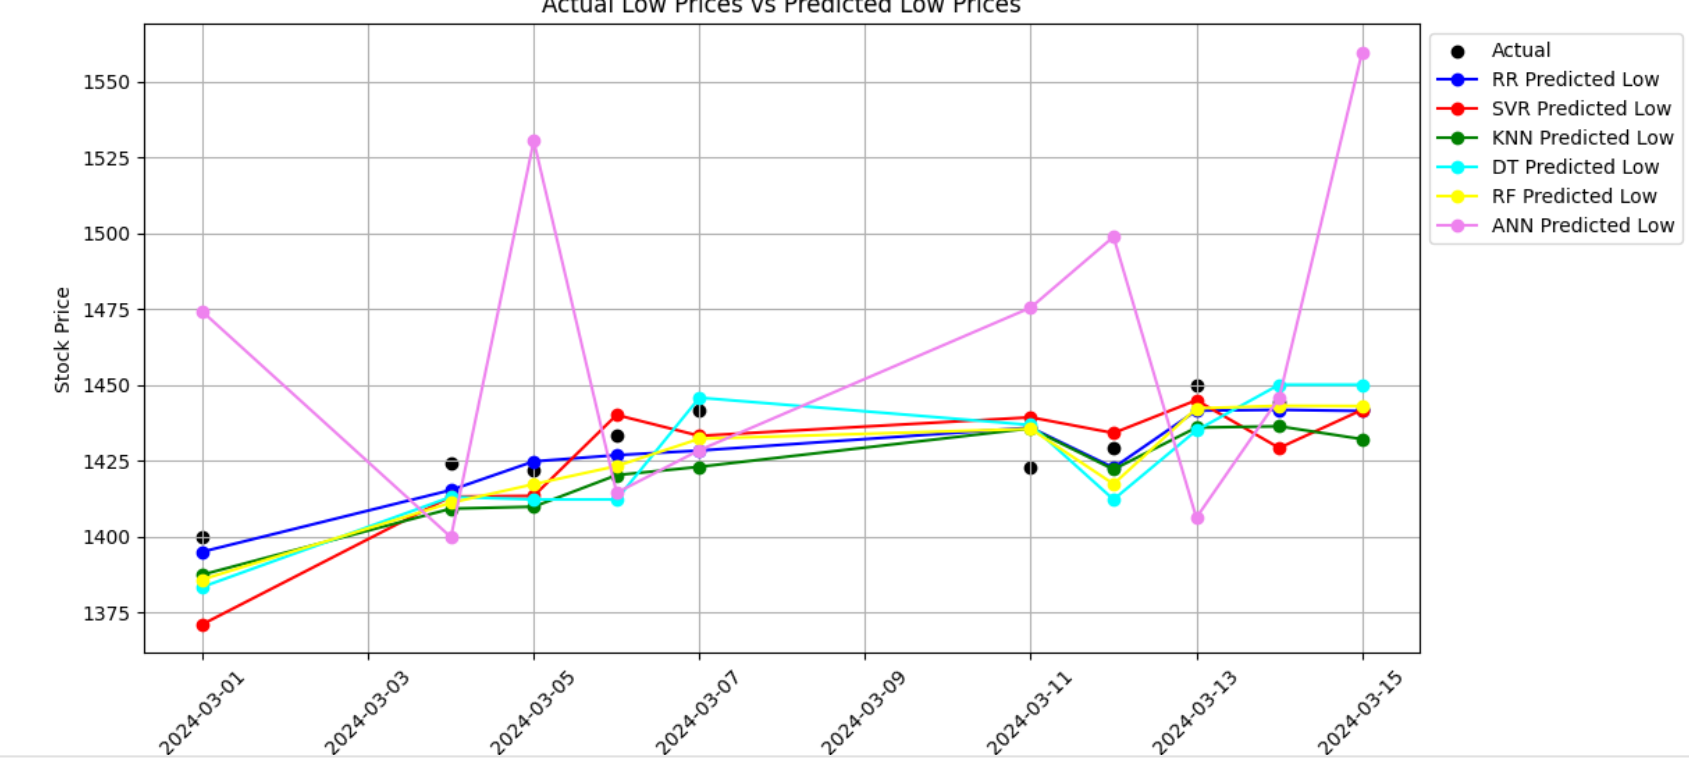 Actual Low Prices vs Predicted Low Prices
Actual
RR Predicted Low
SVR Predicted Low
KNN Predicted Low
DT Predicted Low
RF Predicted Low
ANN Predicted Low
Stock Price
1550
1525
1500
1475
1450
1425
1400
1375
2024-03-01
2024-03-03
2024-03-05
2024-03-07
2024-03-09
2024-03-11
2024-03-13
2024-03-15